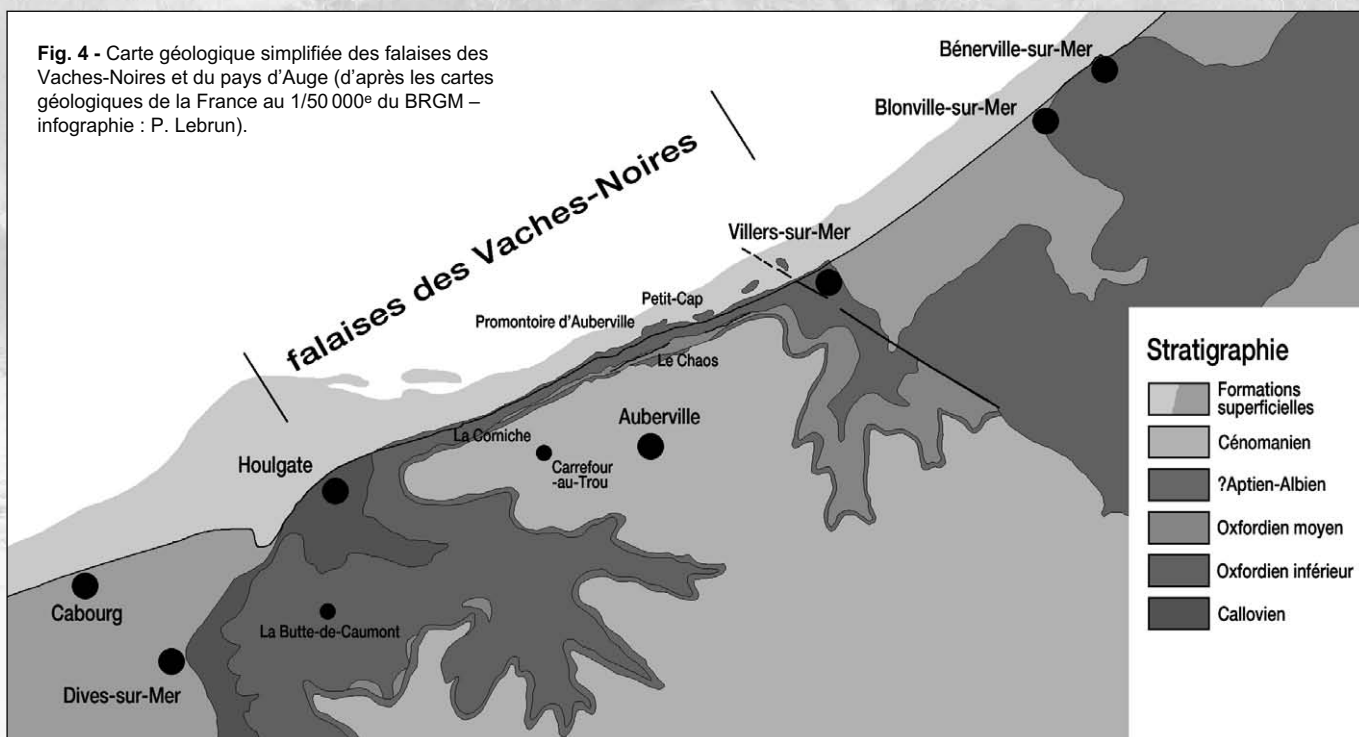 Fig. 4 - Carte géologique simplifiée des falaises des
Vaches-Noires et du pays d'Auge (d'après les cartes
géologiques de la France au 1/50 000e du BRGM –
infographie : P. Lebrun).
Bénerville-sur-Mer
Blonville-sur-Mer
falaises des Vaches-Noires
Villers-sur-Mer
Petit-Cap
Promontoire d'Auberville
Le Chaos
Auberville
La Corniche
Carrefour
-au-Trou
Houlgate
Cabourg
La Butte-de-Caumont
Dives-sur-Mer
Stratigraphie
Formations
superficielles
Cénomanien
?Aptien-Albien
Oxfordien moyen
Oxfordien inférieur
Callovien